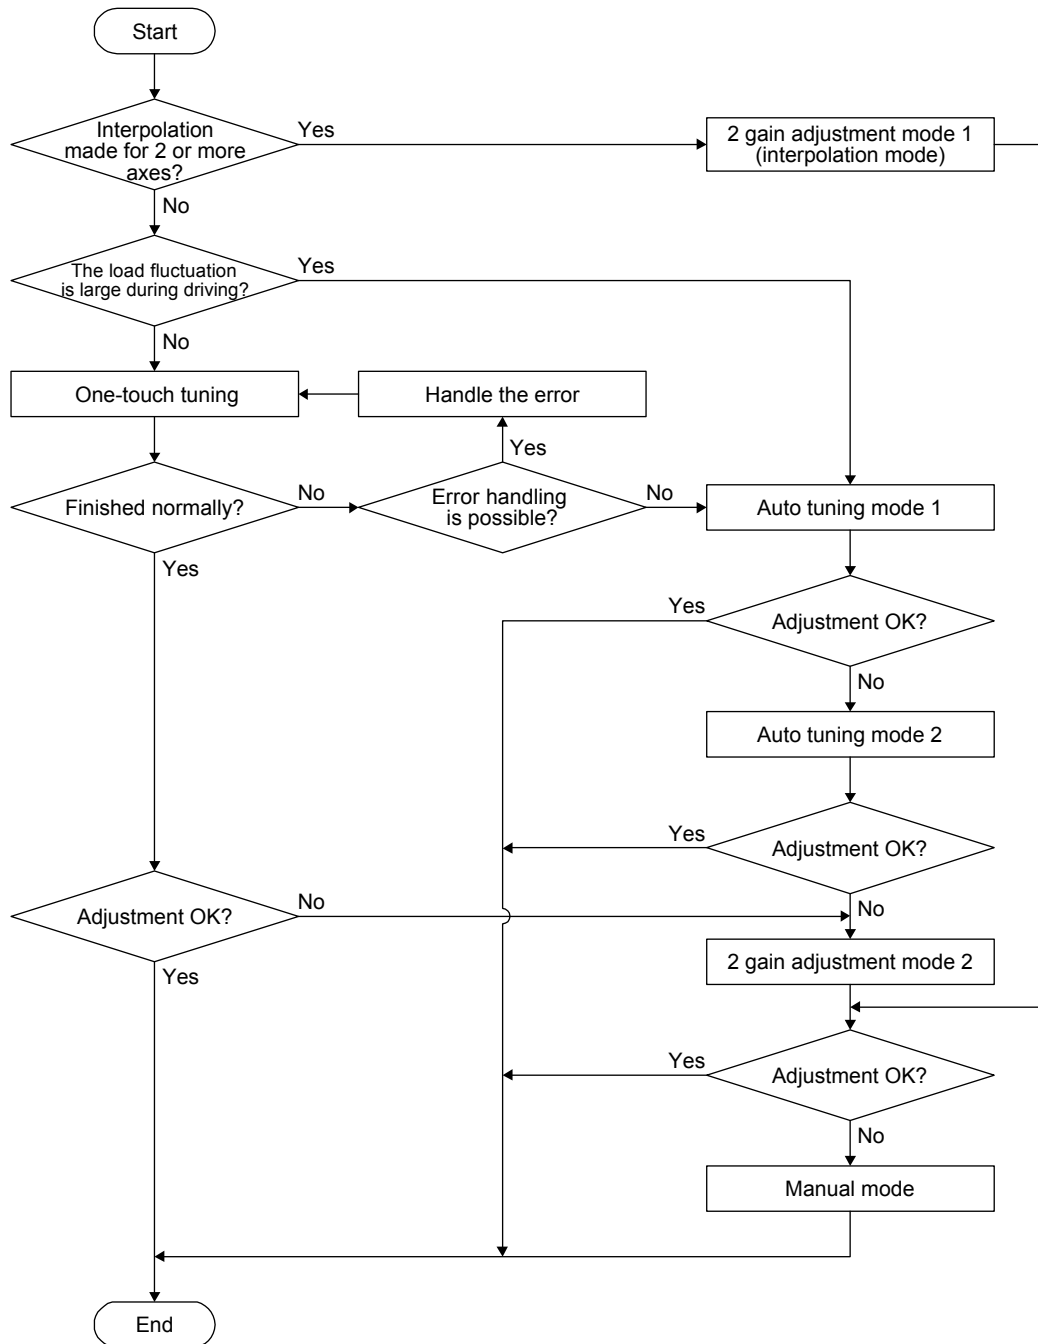 Start
Interpolation
made for 2 or more
axes?
Yes
2 gain adjustment mode 1
(interpolation mode)
No
The load fluctuation
is large during driving?
Yes
No
One-touch tuning
Handle the error
Yes
Finished normally?
No
Error handling
is possible?
No
Auto tuning mode 1
Yes
Yes
Adjustment OK?
No
Auto tuning mode 2
Yes
Adjustment OK?
No
Adjustment OK?
No
Yes
2 gain adjustment mode 2
Yes
Adjustment OK?
No
Manual mode
End